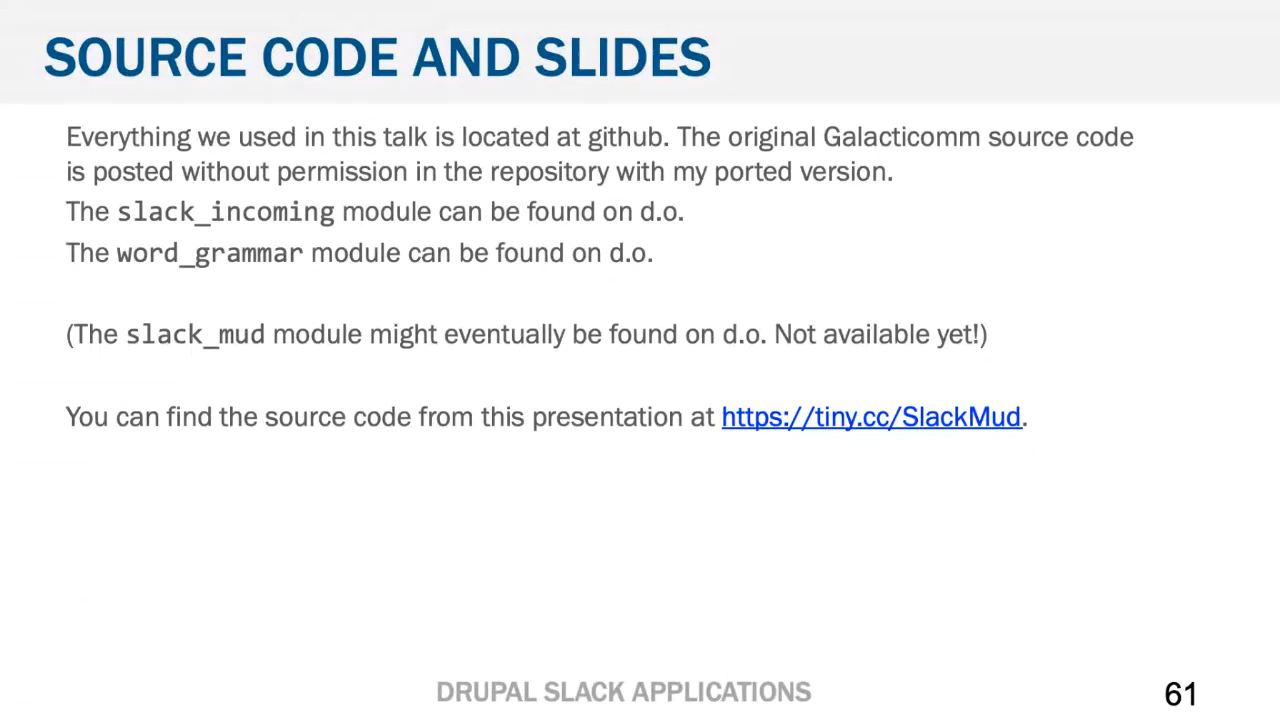 SOURCE CODE AND SLIDES
Everything we used in this talk is located at github. The original Galacticomm source code
is posted without permission in the repository with my ported version.
The slack_incoming module can be found on d.o.
The word_grammar module can be found on d.o.
(The slack_mud module might eventually be found on d.o. Not available yet!)
You can find the source code from this presentation at https://tiny.cc/SlackMud.
DRUPAL SLACK APPLICATIONS
61